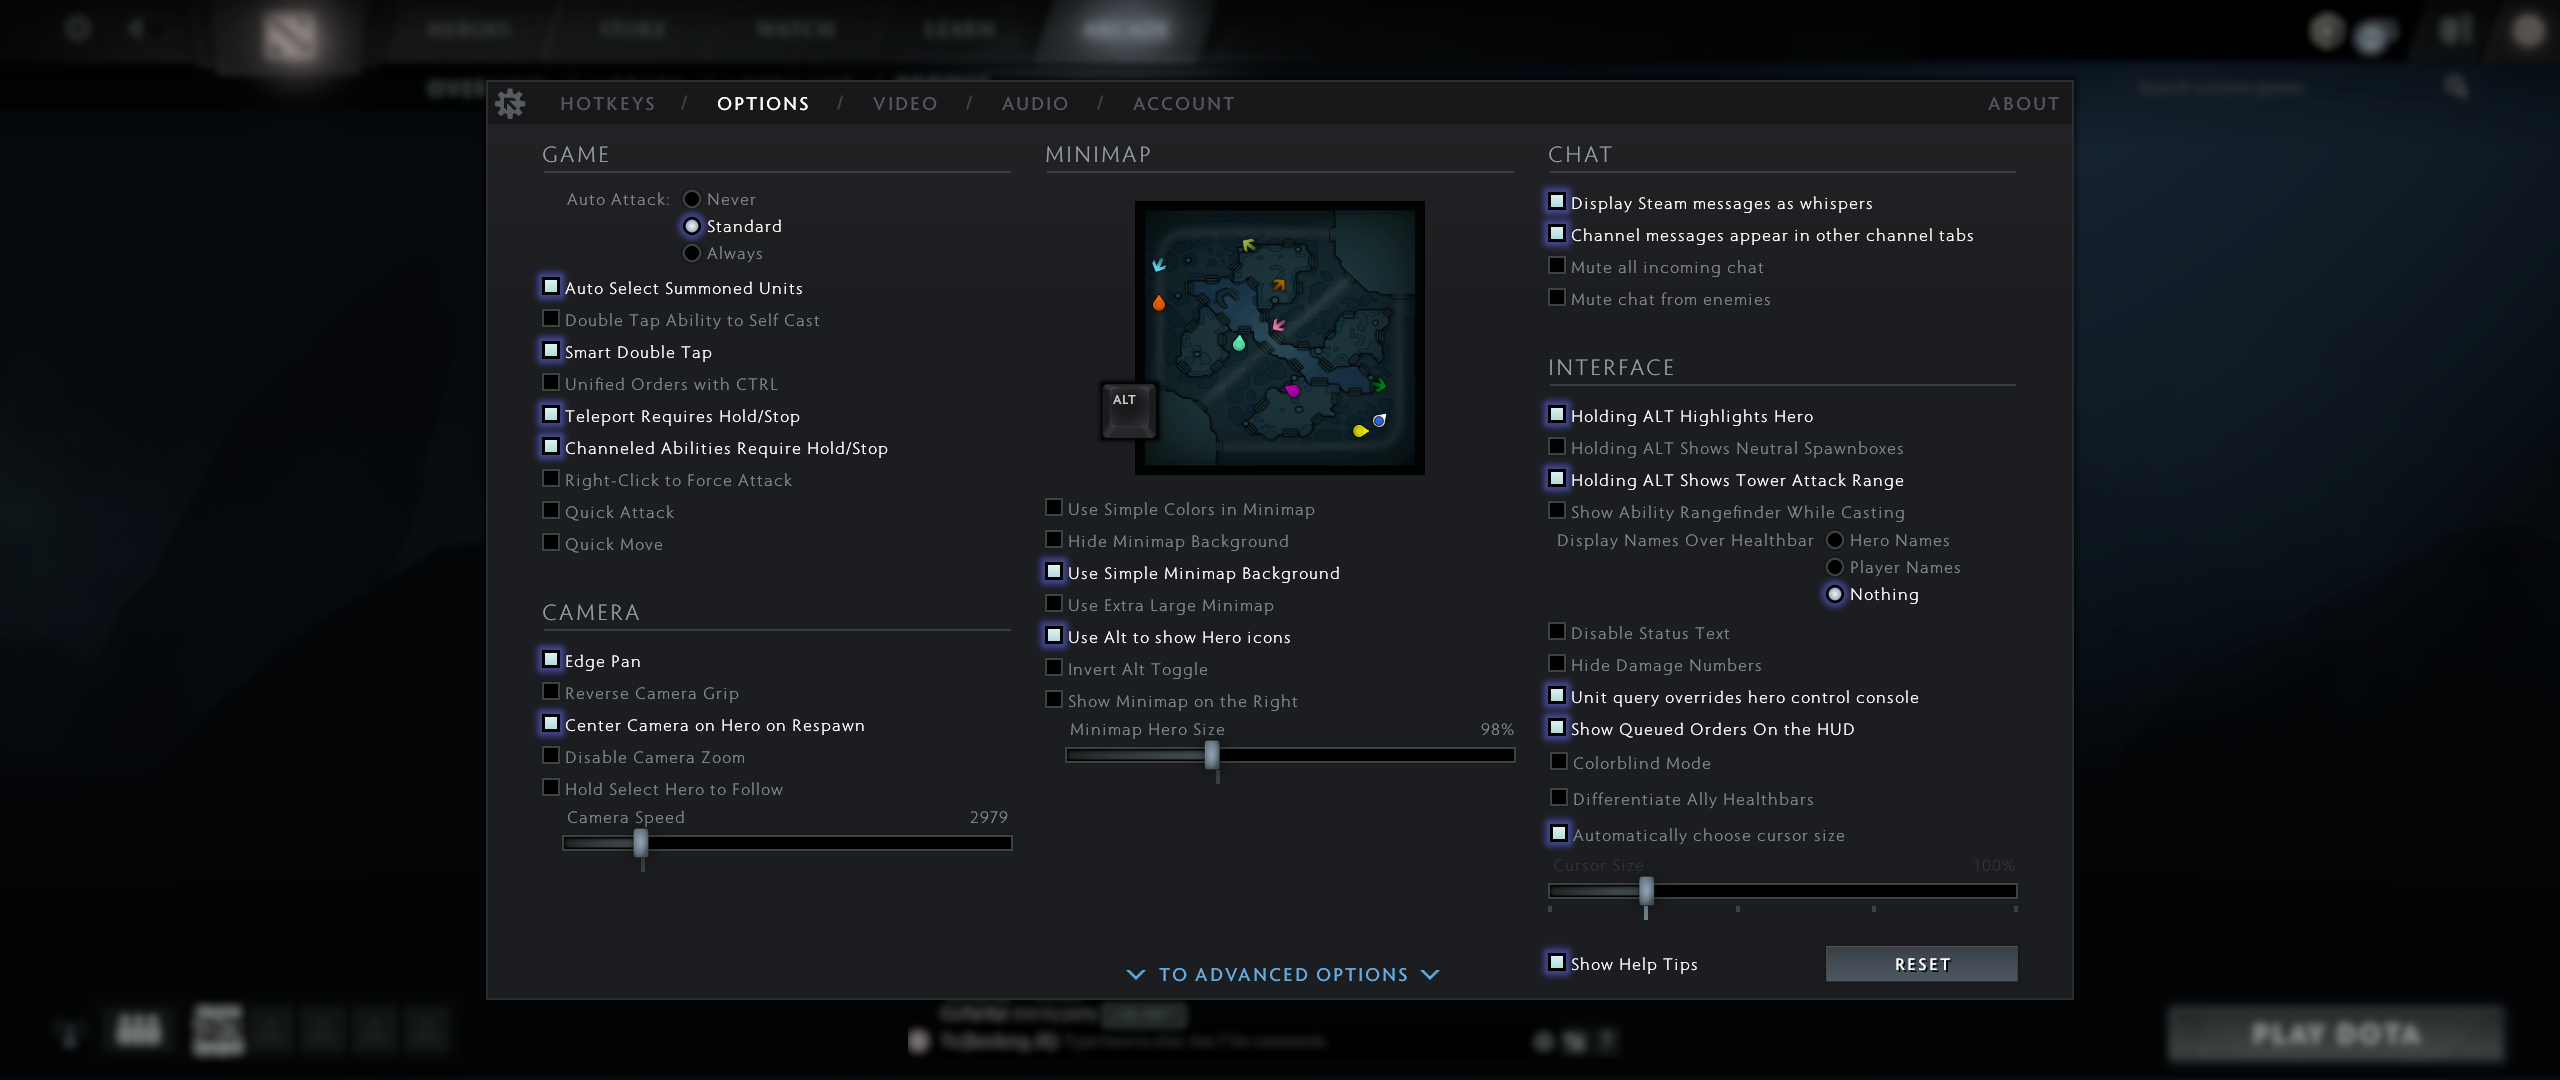 HEROES
STORE
WATCH
LEARN
ARCADE
HOTKEYS / OPTIONS / VIDEO / AUDIO / ACCOUNT
ABOUT
GAME
Auto Attack:
Never
Standard
Always
Auto Select Summoned Units
Double Tap Ability to Self Cast
Smart Double Tap
Unified Orders with CTRL
Teleport Requires Hold/Stop
Channeled Abilities Require Hold/Stop
Right-Click to Force Attack
Quick Attack
Quick Move
CAMERA
Edge Pan
Reverse Camera Grip
Center Camera on Hero on Respawn
Disable Camera Zoom
Hold Select Hero to Follow
Camera Speed 2979
MINIMAP
ALT
Use Simple Colors in Minimap
Hide Minimap Background
Use Simple Minimap Background
Use Extra Large Minimap
Use Alt to show Hero icons
Invert Alt Toggle
Show Minimap on the Right
Minimap Hero Size 98%
TO ADVANCED OPTIONS
CHAT
Display Steam messages as whispers
Channel messages appear in other channel tabs
Mute all incoming chat
Mute chat from enemies
INTERFACE
Holding ALT Highlights Hero
Holding ALT Shows Neutral Spawnboxes
Holding ALT Shows Tower Attack Range
Show Ability Rangefinder While Casting
Display Names Over Healthbar
Hero Names
Player Names
Nothing
Disable Status Text
Hide Damage Numbers
Unit query overrides hero control console
Show Queued Orders On the HUD
Colorblind Mode
Differentiate Ally Healthbars
Automatically choose cursor size
Cursor Size 100%
Show Help Tips
RESET
PLAY DOTA